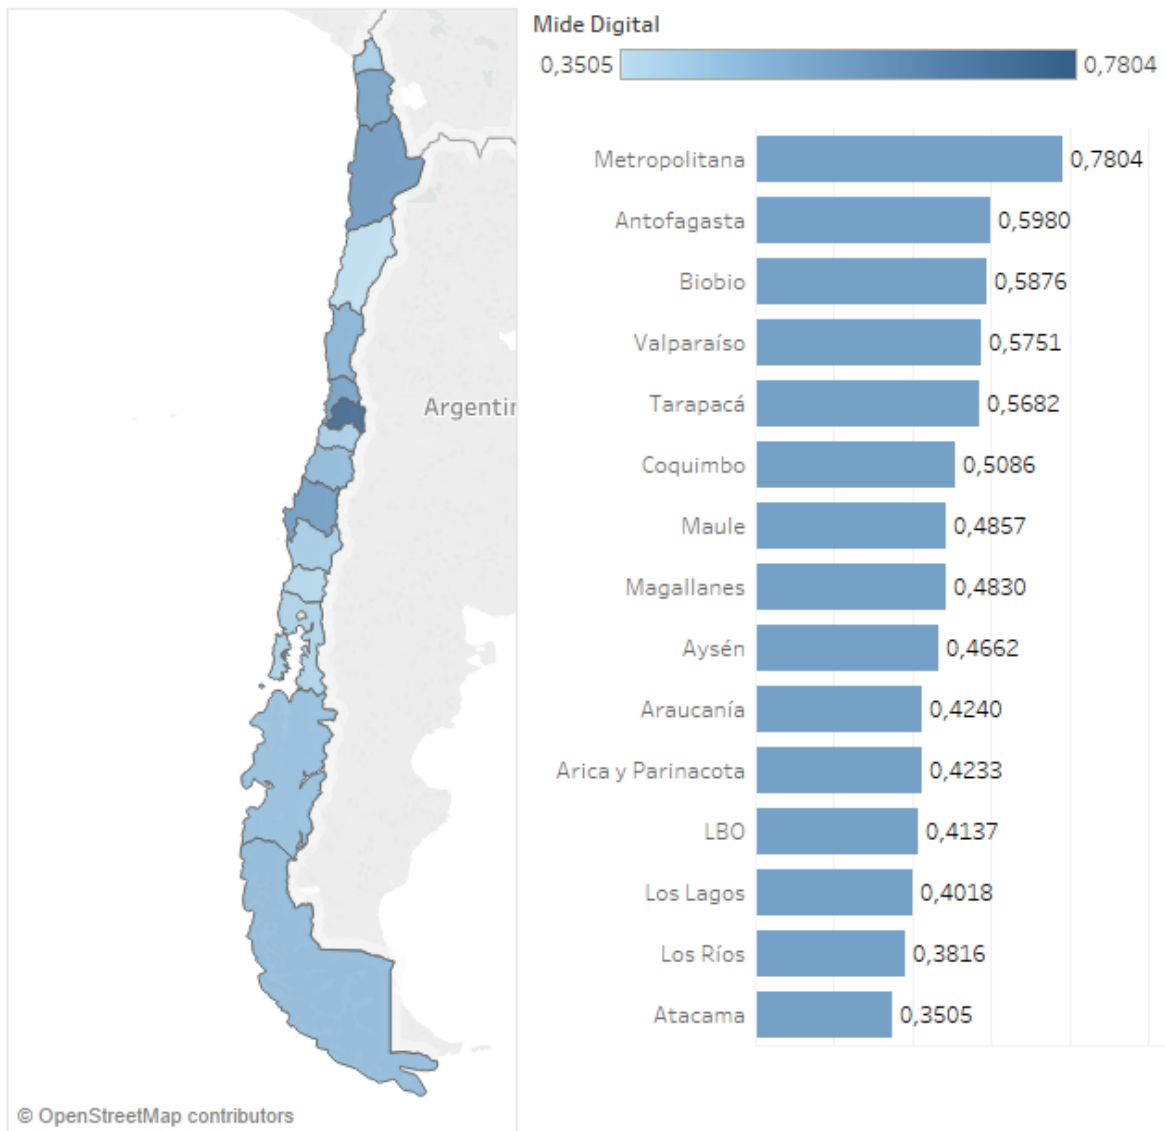 Mide Digital
0,3505 0,7804
Metropolitana 0,7804
Antofagasta 0,5980
Biobio 0,5876
Valparaíso 0,5751
Tarapacá 0,5682
Coquimbo 0,5086
Maule 0,4857
Magallanes 0,4830
Aysén 0,4662
Araucanía 0,4240
Arica y Parinacota 0,4233
LBO 0,4137
Los Lagos 0,4018
Los Ríos 0,3816
Atacama 0,3505
Argentin
© OpenStreetMap contributors